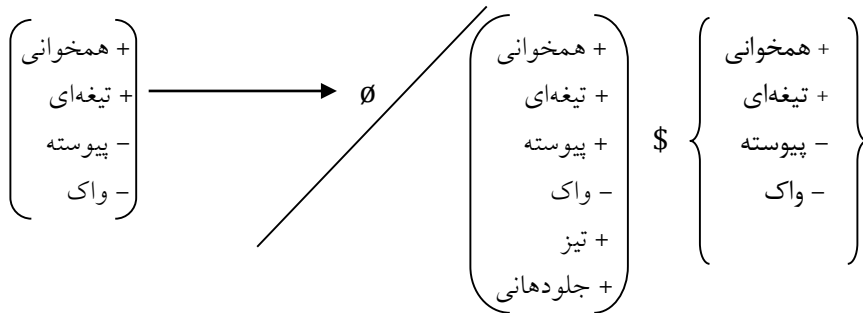 + همخوانی
+ تیغه‌ای
– پیوسته
– واک
ø
+ همخوانی
+ تیغه‌ای
+ پیوسته
– واک
+ تیز
+ جلودهانی
$
+ همخوانی
+ تیغه‌ای
– پیوسته
– واک